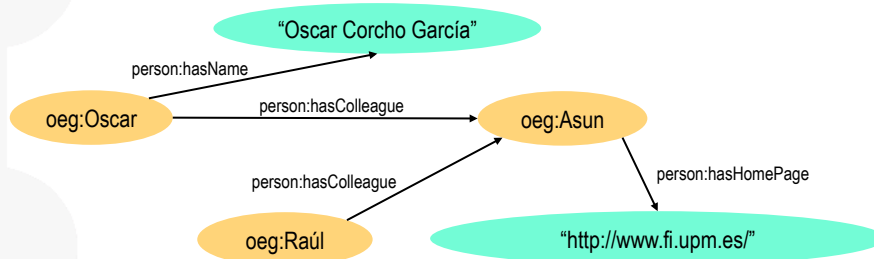 “Oscar Corcho García”
person:hasName
person:hasColleague
oeg:Oscar
oeg:Asun
person:hasColleague
person:hasHomePage
oeg:Raúl
“http://www.fi.upm.es/”